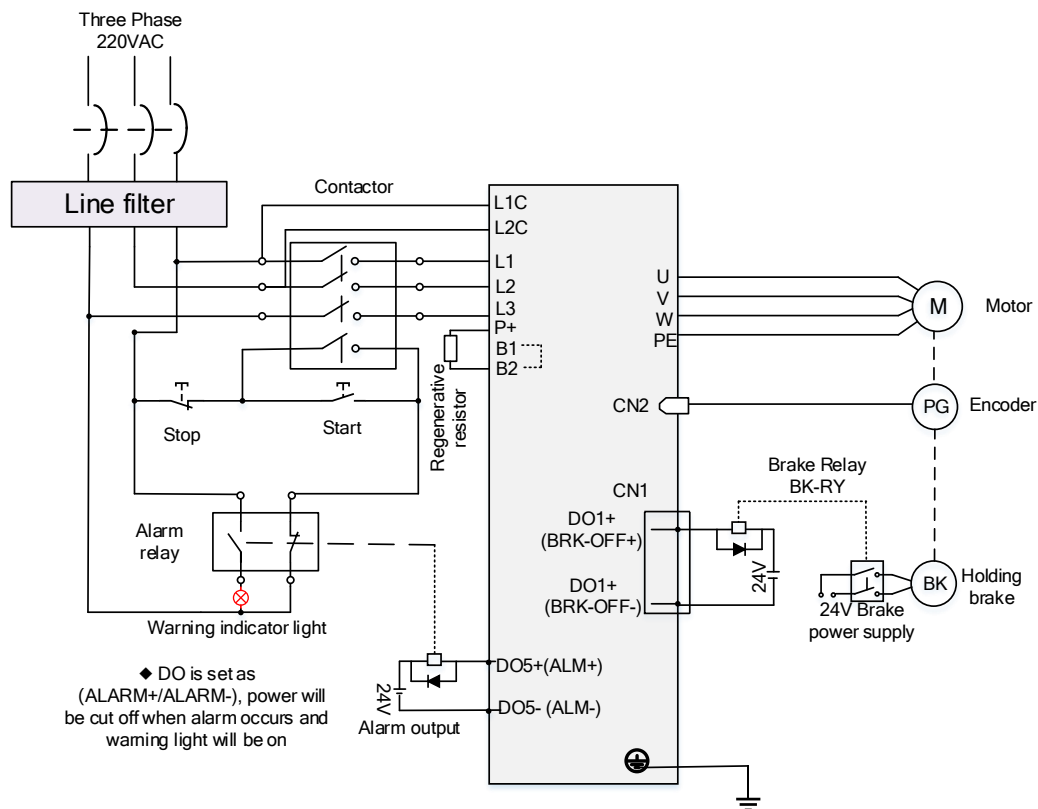 Three Phase
220VAC
Line filter
Contactor
L1C
L2C
L1
L2
L3
P+
B1
B2
U
V
W
PE
M
Motor
Stop
Start
Regenerative
resistor
CN2
PG
Encoder
Brake Relay
BK-RY
CN1
DO1+
(BRK-OFF+)
DO1+
(BRK-OFF-)
24V
BK
Holding
brake
24V Brake
power supply
Alarm
relay
Warning indicator light
◆ DO is set as
(ALARM+/ALARM-), power will
be cut off when alarm occurs and
warning light will be on
24V
Alarm output
DO5+(ALM+)
DO5- (ALM-)